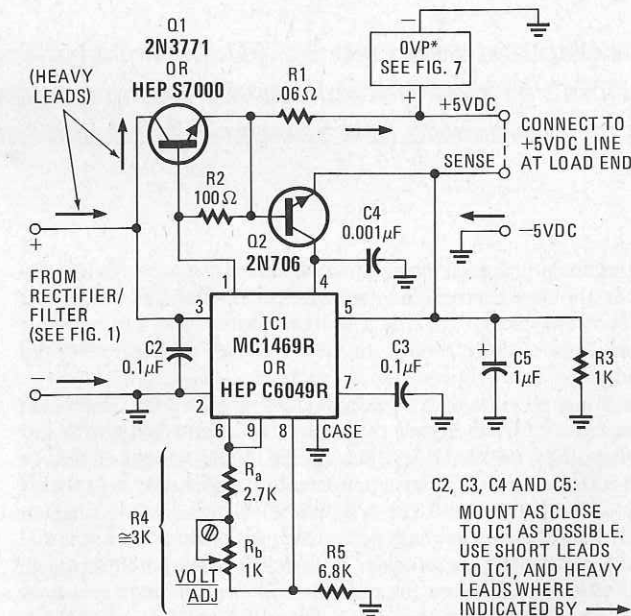 Q1
2N3771
OR
HEP S7000
(HEAVY
LEADS)
R1
.06Ω
−
OVP*
SEE FIG. 7
+
+5VDC
CONNECT TO
+5VDC LINE
AT LOAD END
SENSE
R2
100Ω
Q2
2N706
C4
0.001μF
−5VDC
+
FROM
RECTIFIER/
FILTER
(SEE FIG. 1)
−
C2
0.1μF
1
4
3
5
IC1
MC1469R
OR
HEP C6049R
2
7
6 9 8
CASE
C3
0.1μF
+
C5
1μF
R3
1K
R4
≅3K
Ra
2.7K
Rb
1K
VOLT
ADJ
R5
6.8K
C2, C3, C4 AND C5:
MOUNT AS CLOSE
TO IC1 AS POSSIBLE.
USE SHORT LEADS
TO IC1, AND HEAVY
LEADS WHERE
INDICATED BY